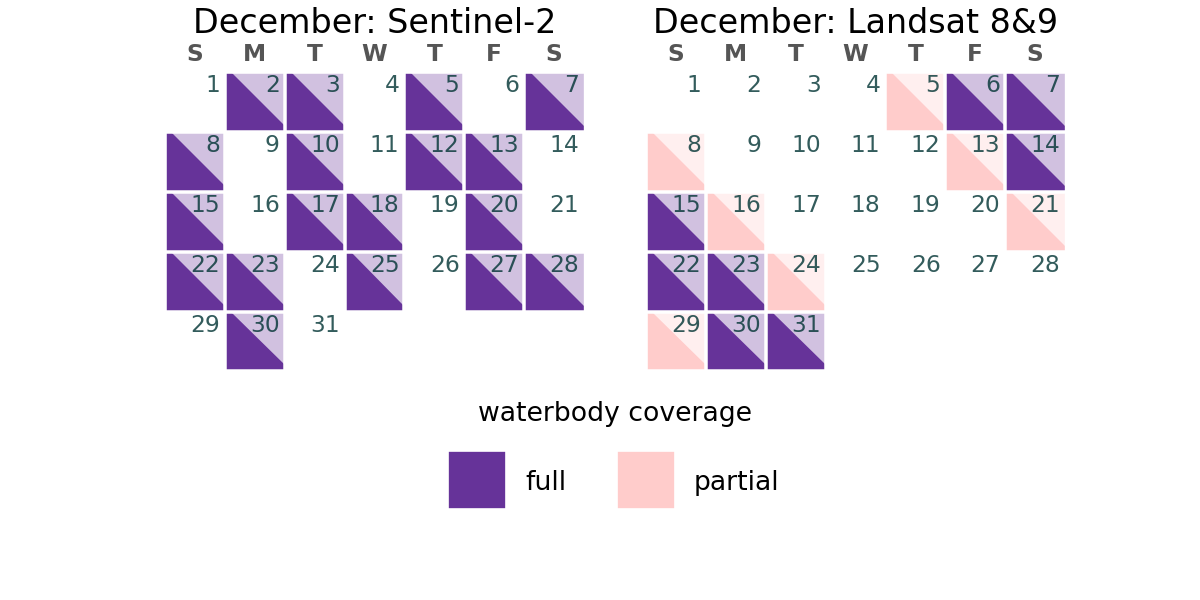 December: Sentinel-2
S M T W T F S
1 2 3 4 5 6 7
8 9 10 11 12 13 14
15 16 17 18 19 20 21
22 23 24 25 26 27 28
29 30 31
December: Landsat 8&9
S M T W T F S
1 2 3 4 5 6 7
8 9 10 11 12 13 14
15 16 17 18 19 20 21
22 23 24 25 26 27 28
29 30 31
waterbody coverage
full partial